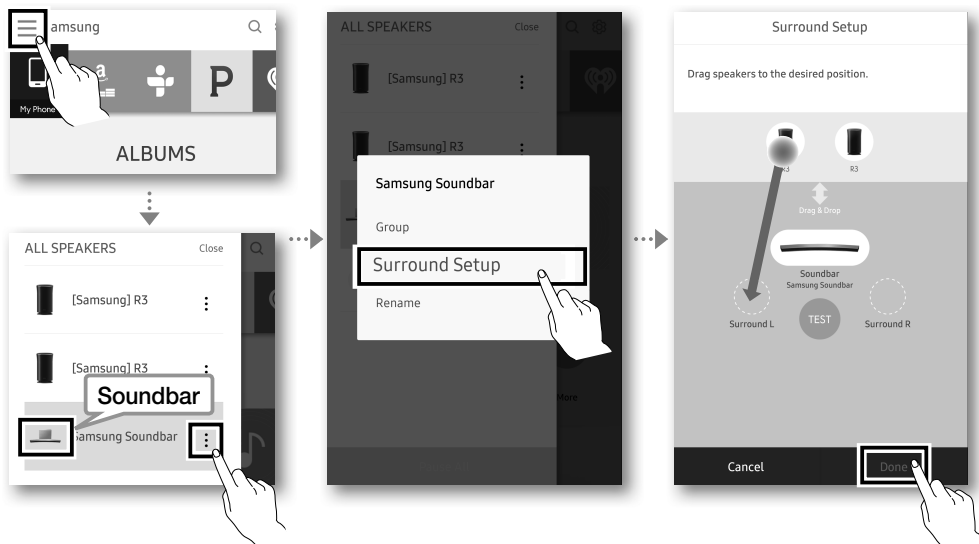 amsung
a
P
My Phone
ALBUMS
ALL SPEAKERS
Close
[Samsung] R3
[Samsung] R3
Soundbar
Samsung Soundbar
ALL SPEAKERS
Close
[Samsung] R3
[Samsung] R3
Samsung Soundbar
Group
Surround Setup
Rename
More
Surround Setup
Drag speakers to the desired position.
R3
R3
Drag & Drop
Soundbar
Samsung Soundbar
Surround L
TEST
Surround R
Cancel
Done